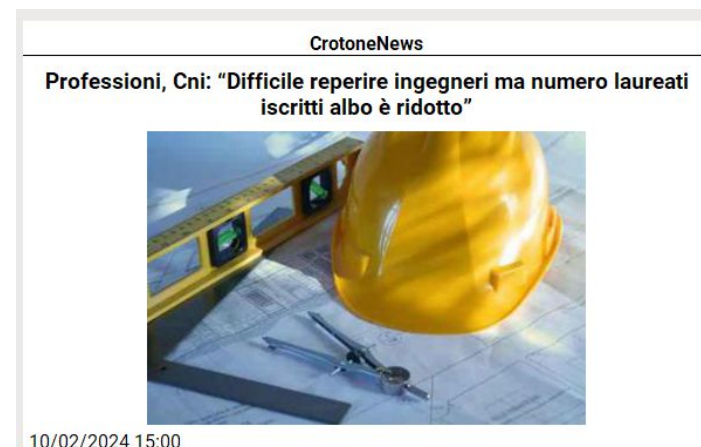 CrotoneNews
Professioni, Cni: “Difficile reperire ingegneri ma numero laureati
iscritti albo è ridotto”
10/02/2024 15:00